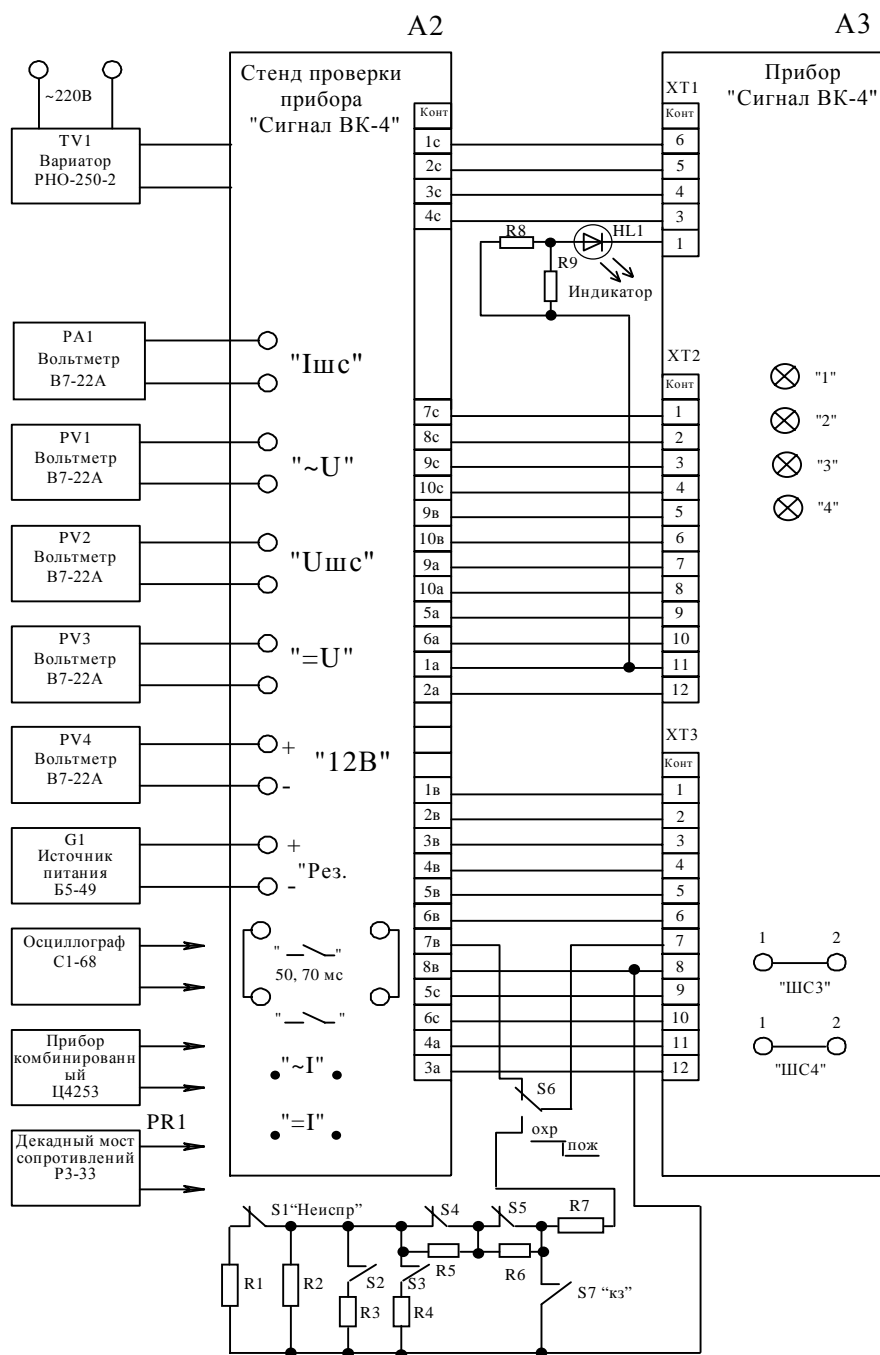 A2
A3
~220В
TV1
Вариатор
РНО-250-2
Стенд проверки
прибора
"Сигнал ВК-4"
Прибор
"Сигнал ВК-4"
XT1
Конт
1с
2с
3с
4с
Конт
6
5
4
3
1
R8
HL1
R9
Индикатор
PA1
Вольтметр
В7-22А
"Iшс"
PV1
Вольтметр
В7-22А
"~U"
PV2
Вольтметр
В7-22А
"Uшс"
PV3
Вольтметр
В7-22А
"=U"
PV4
Вольтметр
В7-22А
+
"12В"
-
G1
Источник
питания
Б5-49
+
"Рез.
-
Осциллограф
С1-68
" "
50, 70 мс
" "
Прибор
комбинированн
ый
Ц4253
"~I"
"=I"
PR1
Декадный мост
сопротивлений
Р3-33
7с
8с
9с
10с
9в
10в
9а
10а
5а
6а
1а
2а
XT2
Конт
1
2
3
4
5
6
7
8
9
10
11
12
"1"
"2"
"3"
"4"
1в
2в
3в
4в
5в
6в
7в
8в
5с
6с
4а
3а
XT3
Конт
1
2
3
4
5
6
7
8
9
10
11
12
1 2
"ШС3"
1 2
"ШС4"
S6
охр
пож
S1“Неиспр”
S4
S5
R7
R5
R6
R1
R2
S2
S3
R3
R4
S7 “кз”